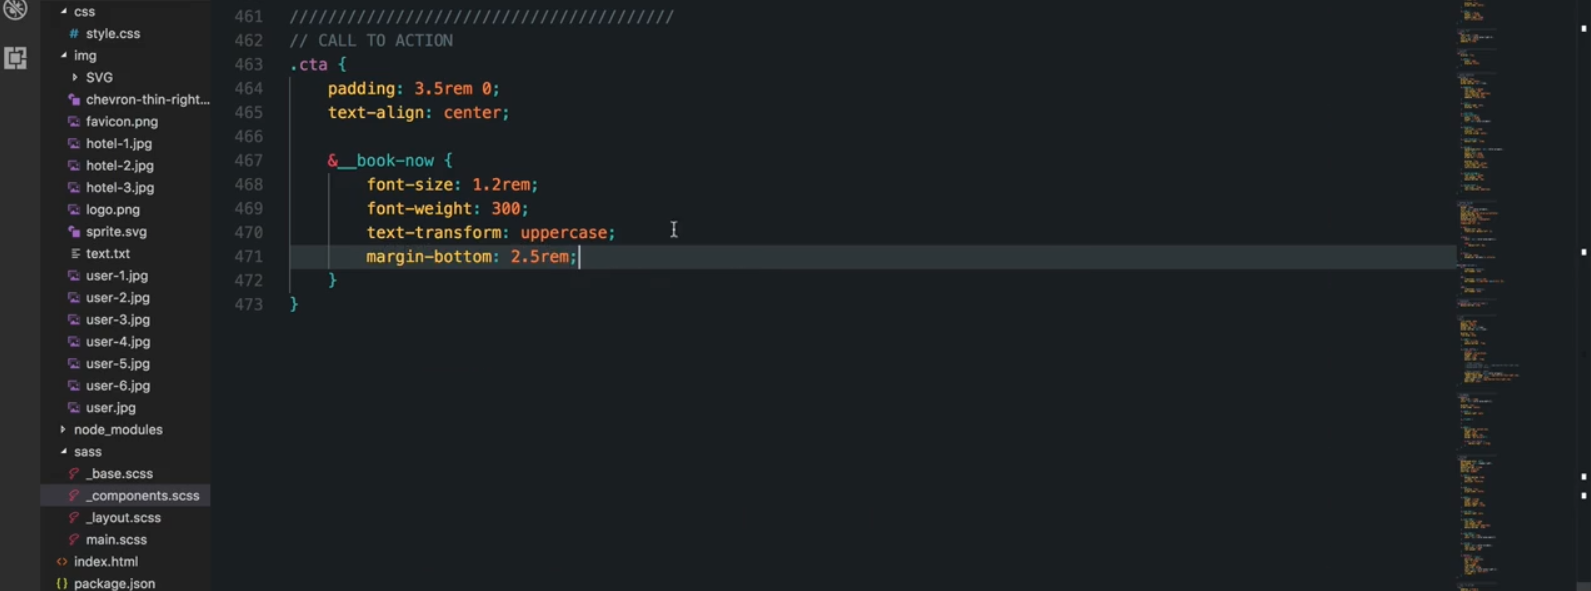 css
# style.css
img
SVG
chevron-thin-right...
favicon.png
hotel-1.jpg
hotel-2.jpg
hotel-3.jpg
logo.png
sprite.svg
text.txt
user-1.jpg
user-2.jpg
user-3.jpg
user-4.jpg
user-5.jpg
user-6.jpg
user.jpg
node_modules
sass
_base.scss
_components.scss
_layout.scss
main.scss
<> index.html
{} package.json
461 ////////////////////////////////////////
462 // CALL TO ACTION
463 .cta {
464 padding: 3.5rem 0;
465 text-align: center;
466
467 &__book-now {
468 font-size: 1.2rem;
469 font-weight: 300;
470 text-transform: uppercase;
471 margin-bottom: 2.5rem;
472 }
473 }